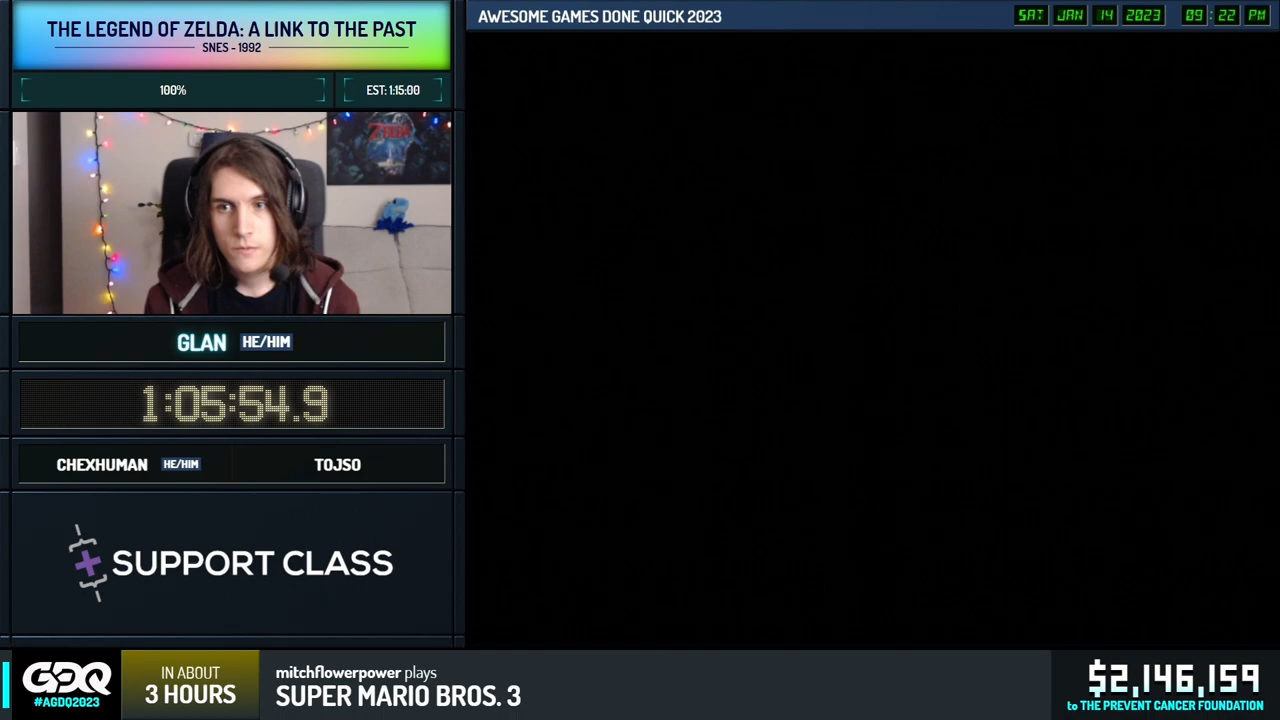 THE LEGEND OF ZELDA: A LINK TO THE PAST
SNES - 1992
100%
EST: 1:15:00
AWESOME GAMES DONE QUICK 2023
SAT JAN 14 2023 09:22 PM
ZELDA
GLAN HE/HIM
1:05:54.9
CHEXHUMAN HE/HIM
TOJSO
SUPPORT CLASS
GDQ
#AGDQ2023
IN ABOUT
3 HOURS
mitchflowerpower plays
SUPER MARIO BROS. 3
$2,146,159
to THE PREVENT CANCER FOUNDATION